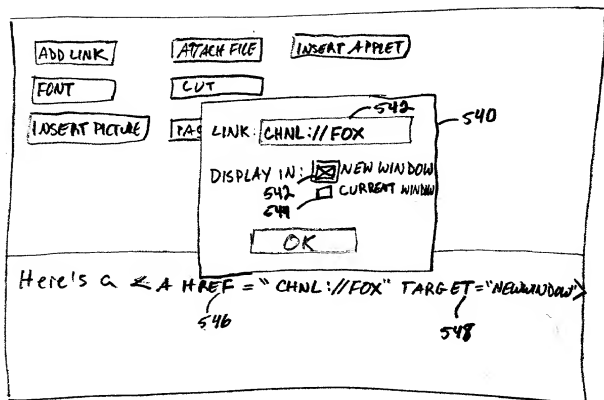 ADD LINK ATTACH FILE INSERT APPLET
FONT CUT
542
INSERT PICTURE PAS LINK: CHNL://FOX 540
DISPLAY IN: NEW WINDOW
542 CURRENT WINDOW
544
OK
Here's a < A HREF = "CHNL://FOX" TARGET="NEWWINDOW">
546 548